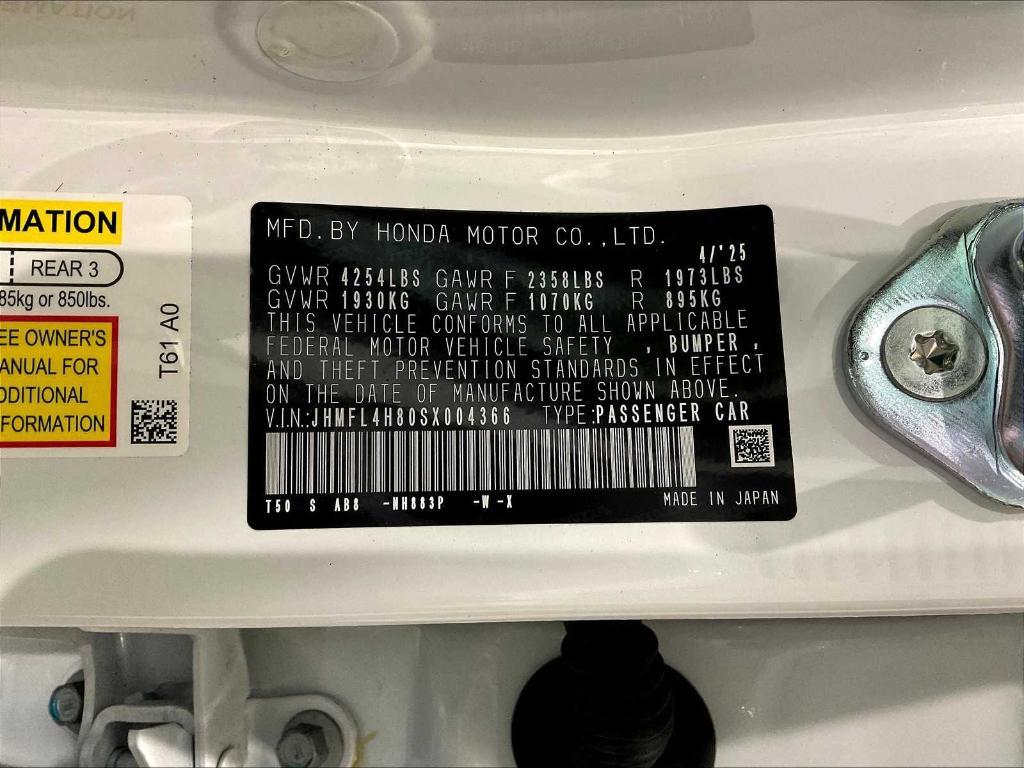 MATION
REAR 3
85kg or 850lbs.
EE OWNER'S
ANUAL FOR
DDITIONAL
FORMATION
T61 A0
MFD. BY HONDA MOTOR CO.,LTD.
4/'25
GVWR 4254LBS GAWR F 2358LBS R 1973LBS
GVWR 1930KG GAWR F 1070KG R 895KG
THIS VEHICLE CONFORMS TO ALL APPLICABLE
FEDERAL MOTOR VEHICLE SAFETY , BUMPER ,
AND THEFT PREVENTION STANDARDS IN EFFECT
ON THE DATE OF MANUFACTURE SHOWN ABOVE.
V.I.N.:JHMFL4H80SX004366 TYPE:PASSENGER CAR
T50 S AB8 -NH883P -W-X
MADE IN JAPAN